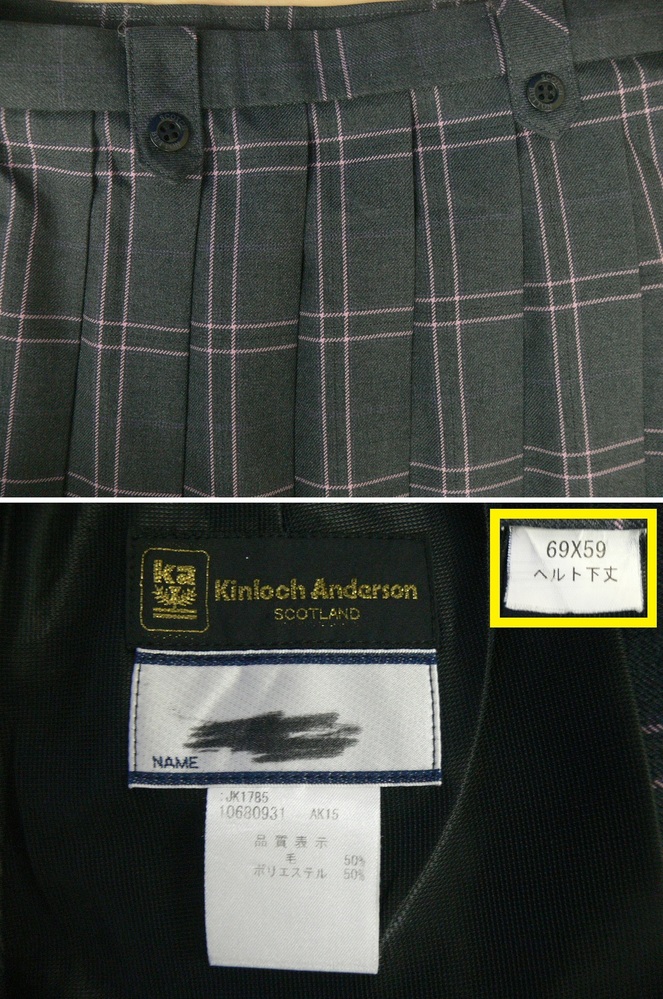 69X59
ヘルト下丈
ka
Kinloch Anderson
SCOTLAND
NAME
:JK1785
10680931 AK15
品質表示
毛 50%
ポリエステル 50%